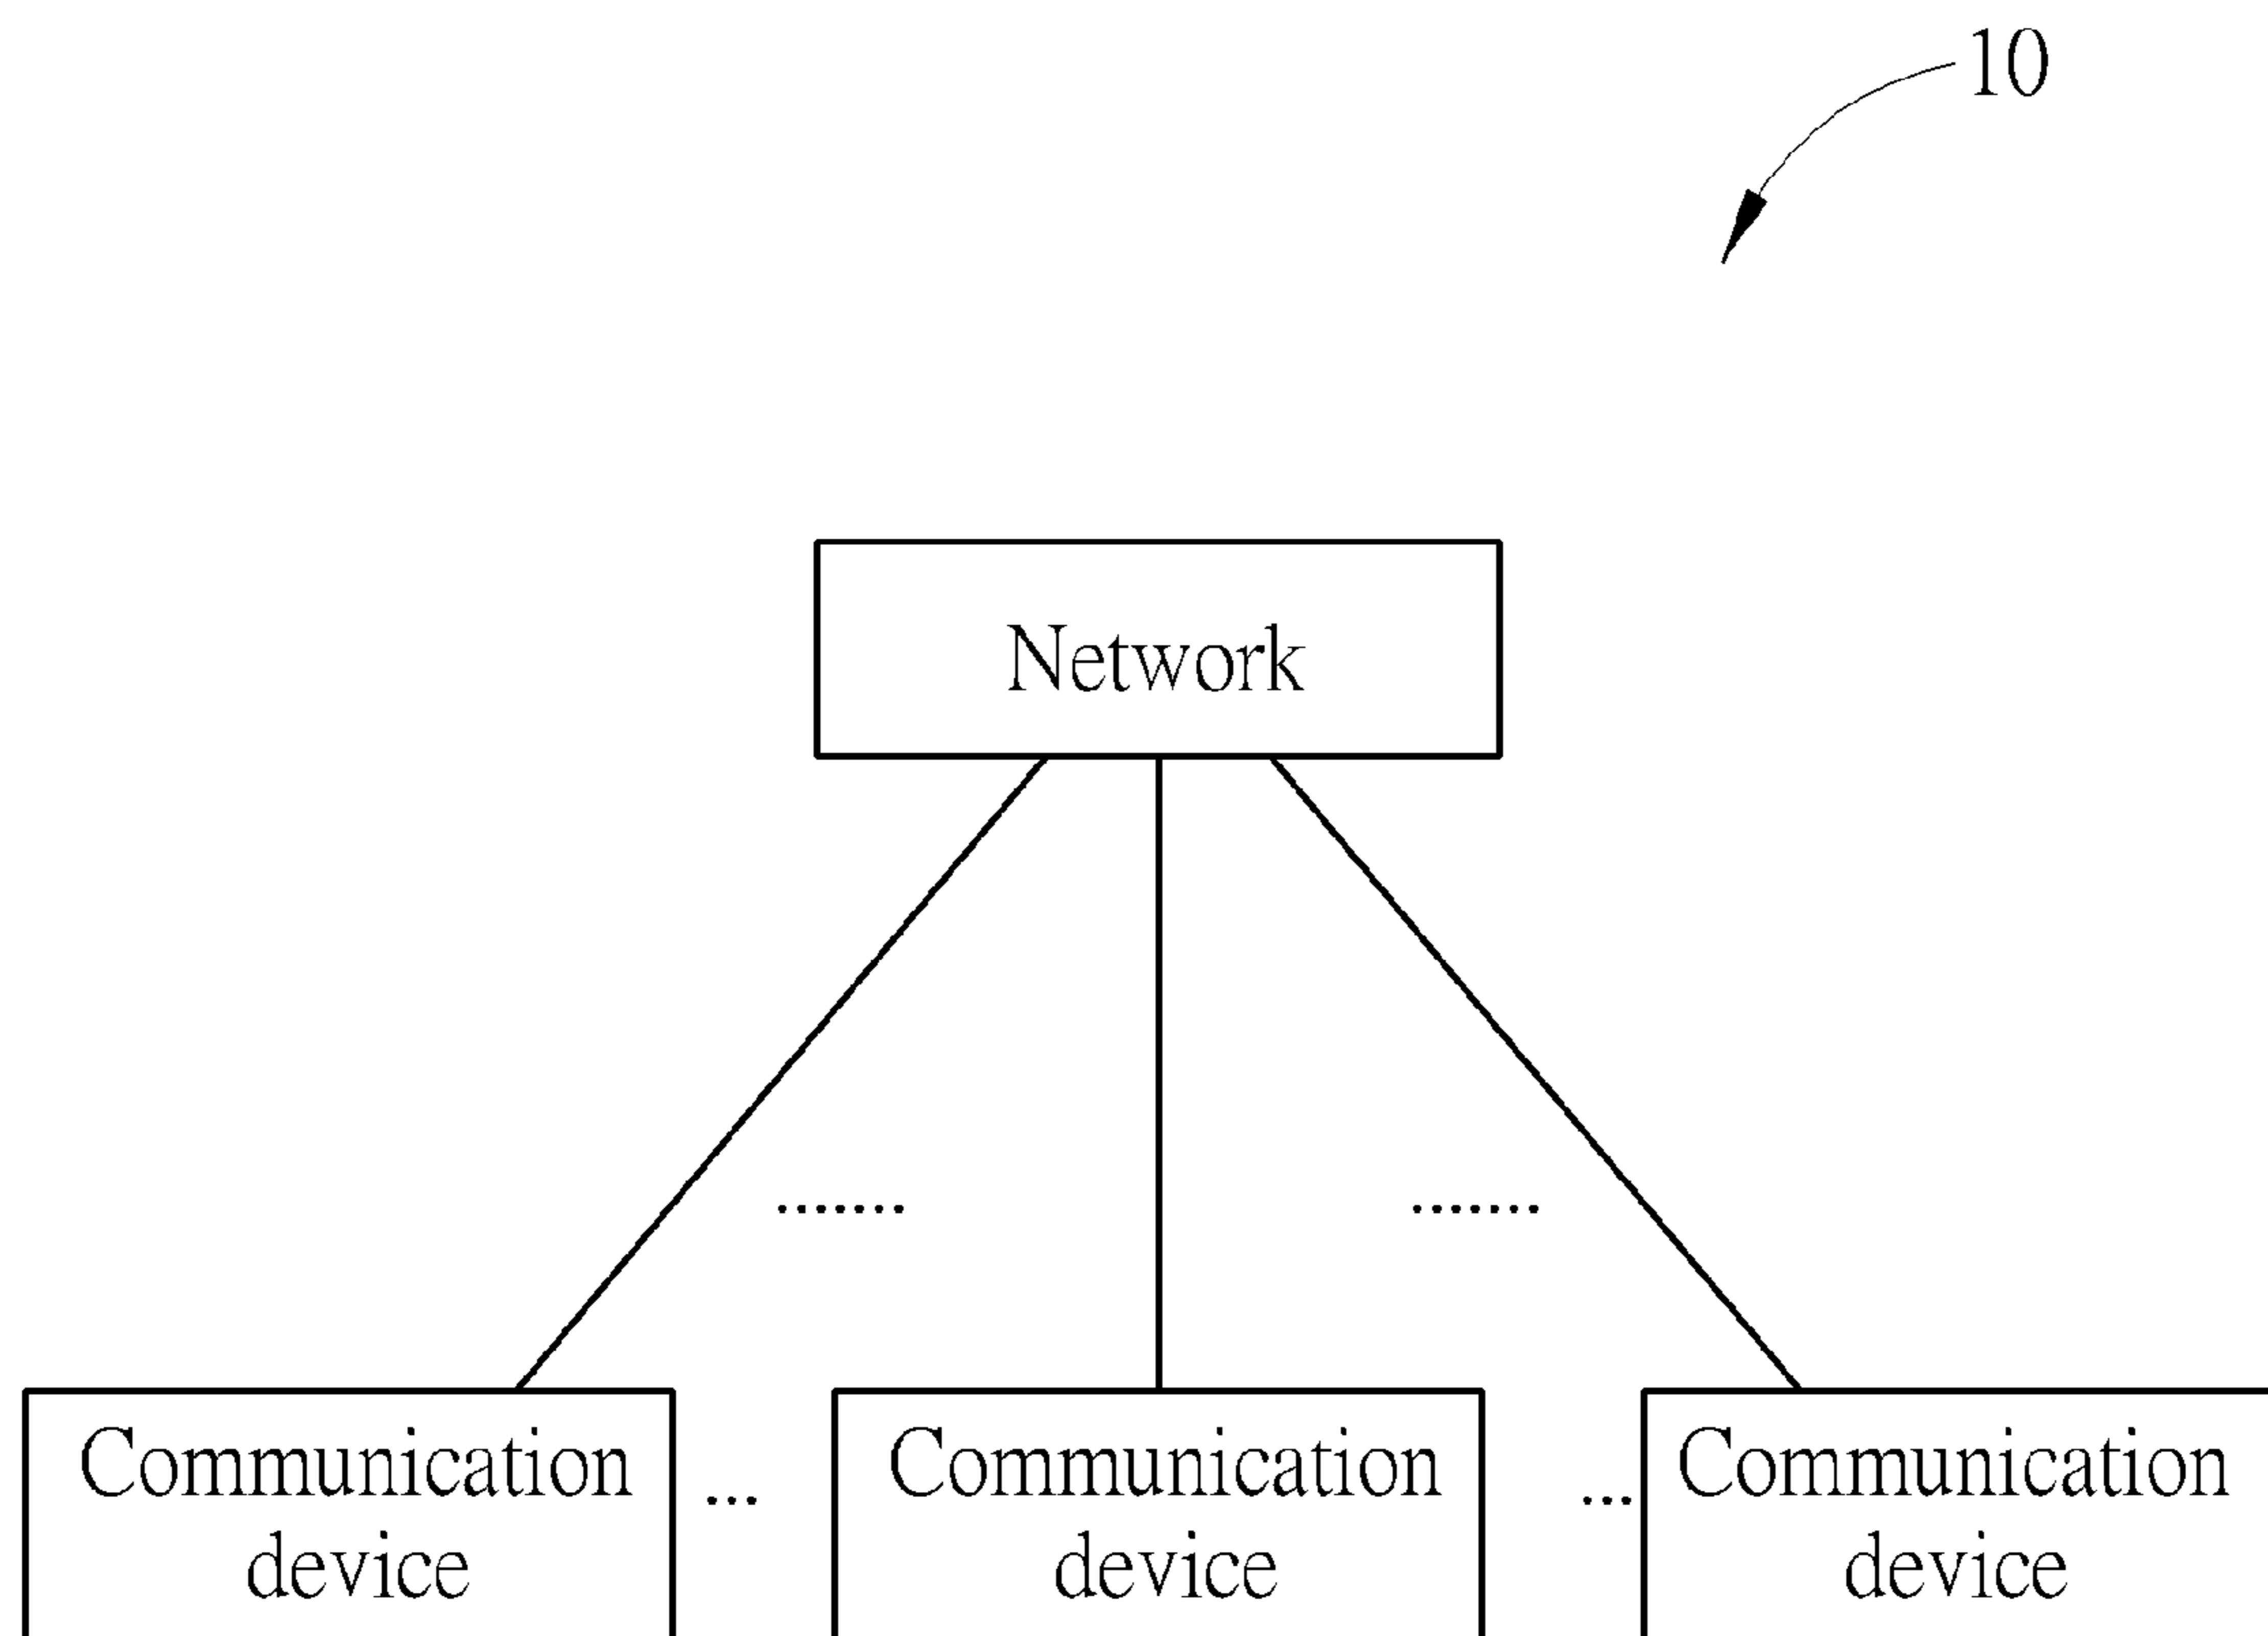 10
Network
.......
.......
Communication
device
...
Communication
device
...
Communication
device